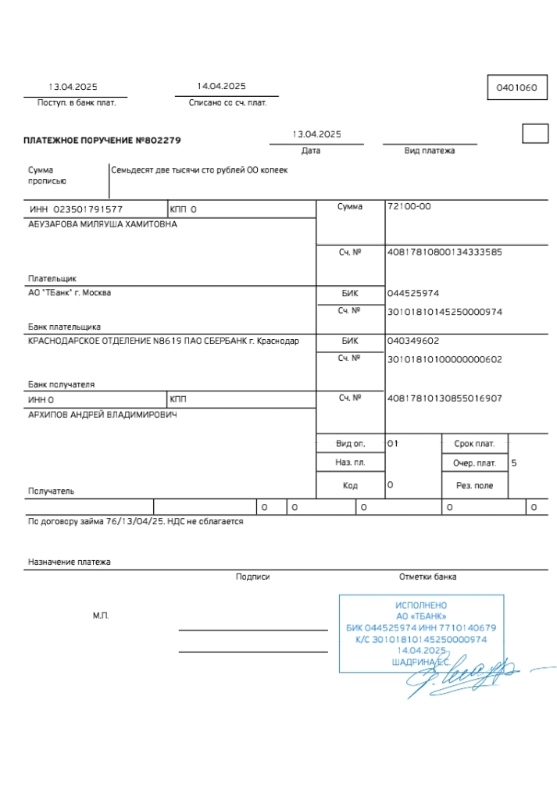 13.04.2025 14.04.2025 0401060
Поступ. в банк плат. Списано со сч. плат.
ПЛАТЕЖНОЕ ПОРУЧЕНИЕ №802279 13.04.2025
Дата Вид платежа
Сумма прописью Семьдесят две тысячи сто рублей 00 копеек
ИНН 023501791577 КПП 0 Сумма 72100-00
АБУЗАРОВА МИЛЯУША ХАМИТОВНА
Сч. № 40817810800134333585
Плательщик
АО "ТБанк" г. Москва БИК 044525974
Сч. № 30101810145250000974
Банк плательщика
КРАСНОДАРСКОЕ ОТДЕЛЕНИЕ N8619 ПАО СБЕРБАНК г. Краснодар БИК 040349602
Сч. № 30101810100000000602
Банк получателя
ИНН 0 КПП Сч. № 40817810130855016907
АРХИПОВ АНДРЕЙ ВЛАДИМИРОВИЧ
Вид оп. 01 Срок плат.
Наз. пл. Очер. плат. 5
Получатель Код 0 Рез. поле
0 0 0 0 0
По договору займа 76/13/04/25. НДС не облагается
Назначение платежа
Подписи Отметки банка
М.П.
ИСПОЛНЕНО
АО «ТБАНК»
БИК 044525974 ИНН 7710140679
К/С 30101810145250000974
14.04.2025
ШАДРИНА Е.С.